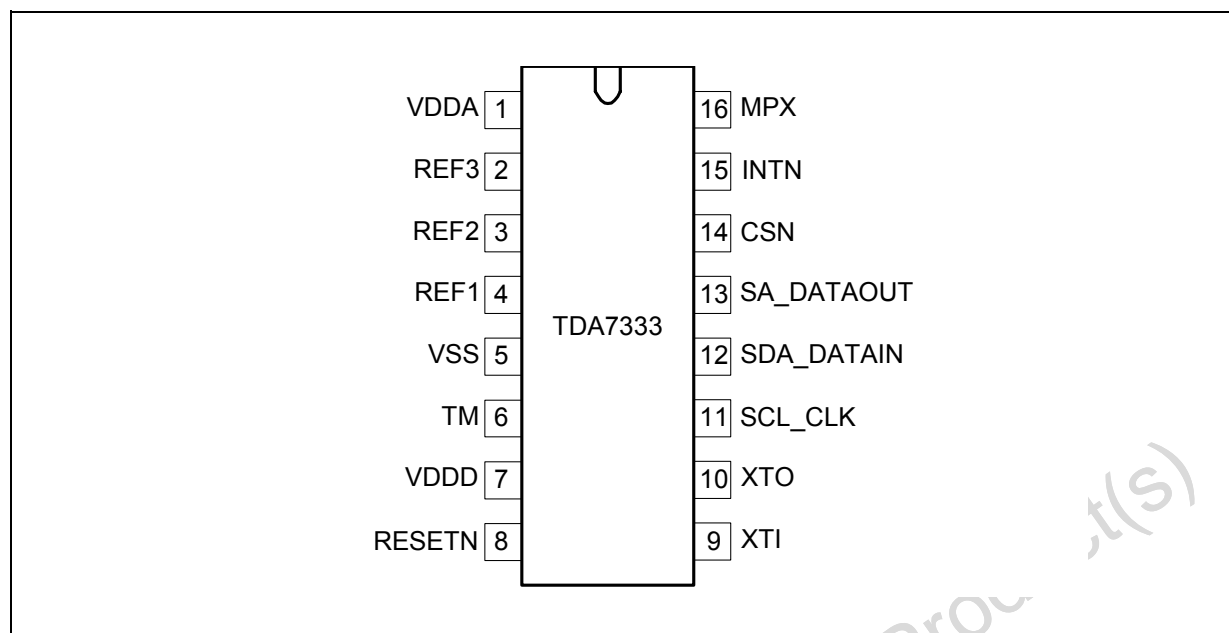 VDDA 1 16 MPX
REF3 2 15 INTN
REF2 3 14 CSN
REF1 4 13 SA_DATAOUT
TDA7333
VSS 5 12 SDA_DATAIN
TM 6 11 SCL_CLK
VDDD 7 10 XTO
RESETN 8 9 XTI